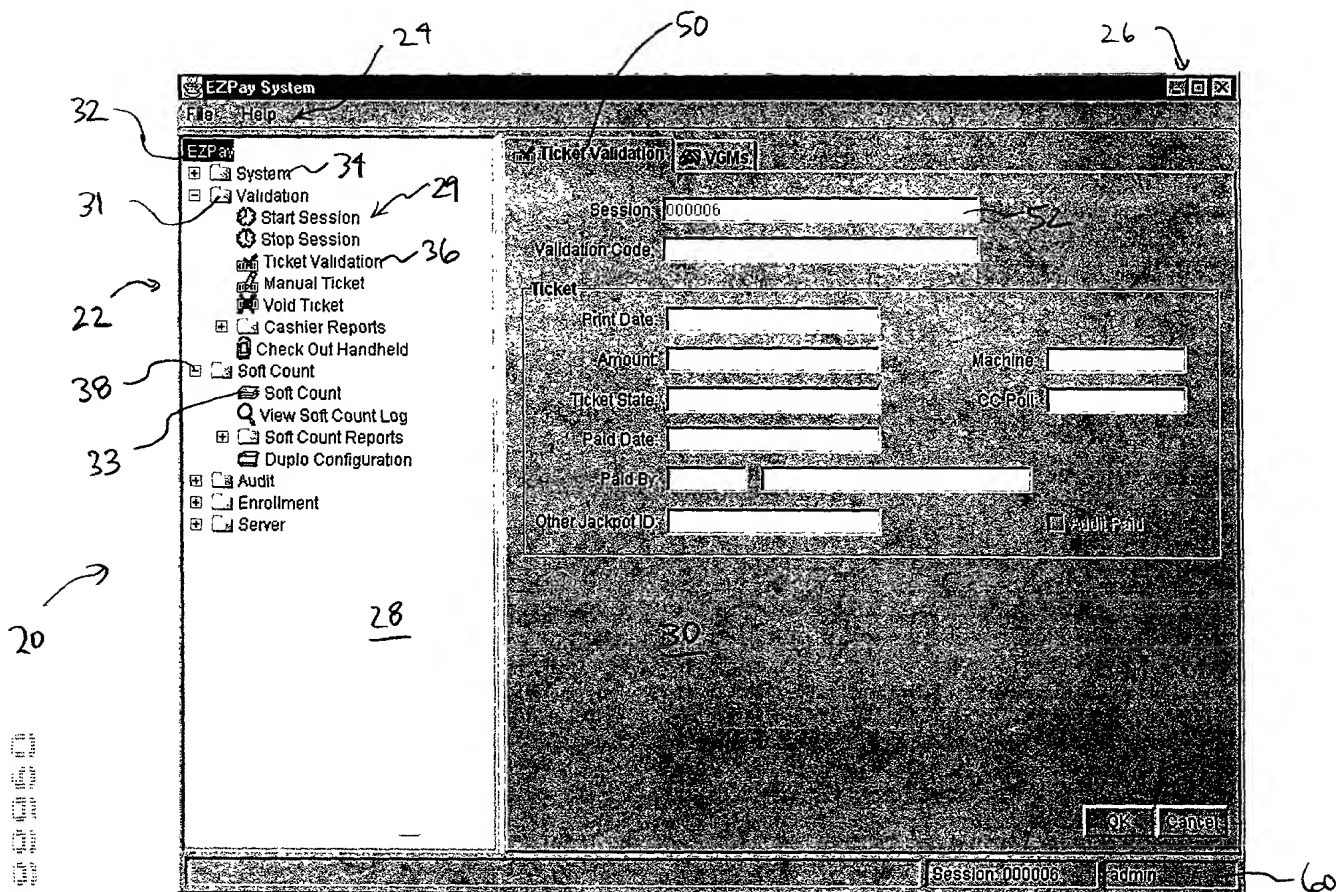 50
24
26
EZPay System
32
File Help
EZPay
System 34
31
Validation
29
Start Session
Stop Session
Ticket Validation 36
Manual Ticket
22
Void Ticket
Cashier Reports
Check Out Handheld
38
Soft Count
Soft Count
View Soft Count Log
33
Soft Count Reports
Duplo Configuration
Audit
Enrollment
Server
20
28
Ticket Validation VGMs
Session: 000006 52
Validation Code:
Ticket
Print Date:
Amount: Machine:
Ticket State: CC Poll:
Paid Date:
Paid By:
Other Jackpot ID: Audit Paid
30
OK Cancel
Session: 000006 admin 60